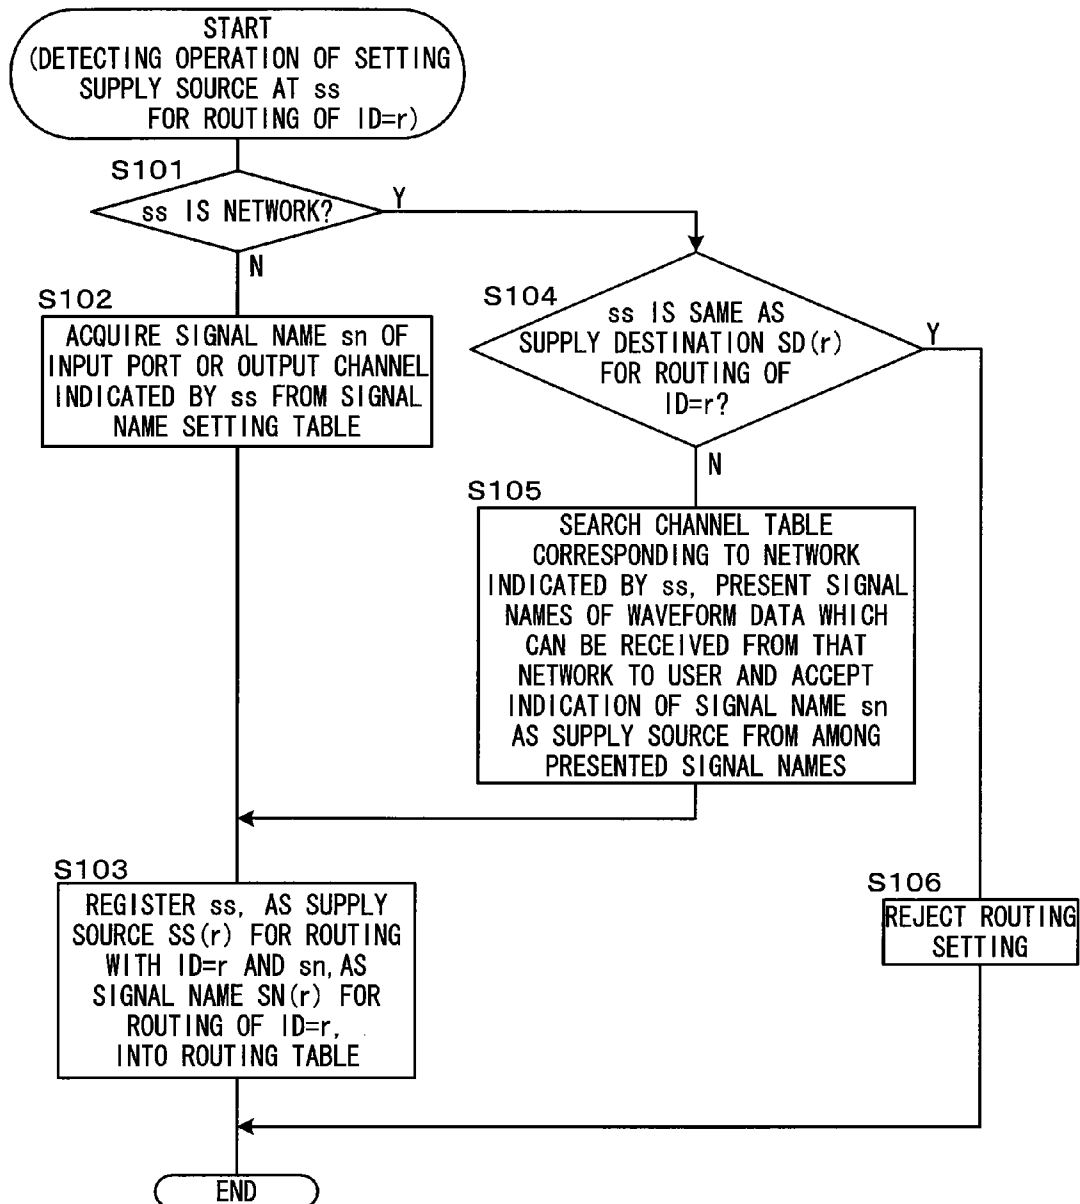 START
(DETECTING OPERATION OF SETTING
SUPPLY SOURCE AT ss
FOR ROUTING OF ID=r)
S101
ss IS NETWORK?
Y
N
S102
ACQUIRE SIGNAL NAME sn OF
INPUT PORT OR OUTPUT CHANNEL
INDICATED BY ss FROM SIGNAL
NAME SETTING TABLE
S104
ss IS SAME AS
SUPPLY DESTINATION SD(r)
FOR ROUTING OF
ID=r?
Y
N
S105
SEARCH CHANNEL TABLE
CORRESPONDING TO NETWORK
INDICATED BY ss, PRESENT SIGNAL
NAMES OF WAVEFORM DATA WHICH
CAN BE RECEIVED FROM THAT
NETWORK TO USER AND ACCEPT
INDICATION OF SIGNAL NAME sn
AS SUPPLY SOURCE FROM AMONG
PRESENTED SIGNAL NAMES
S103
REGISTER ss, AS SUPPLY
SOURCE SS(r) FOR ROUTING
WITH ID=r AND sn, AS
SIGNAL NAME SN(r) FOR
ROUTING OF ID=r,
INTO ROUTING TABLE
S106
REJECT ROUTING
SETTING
END